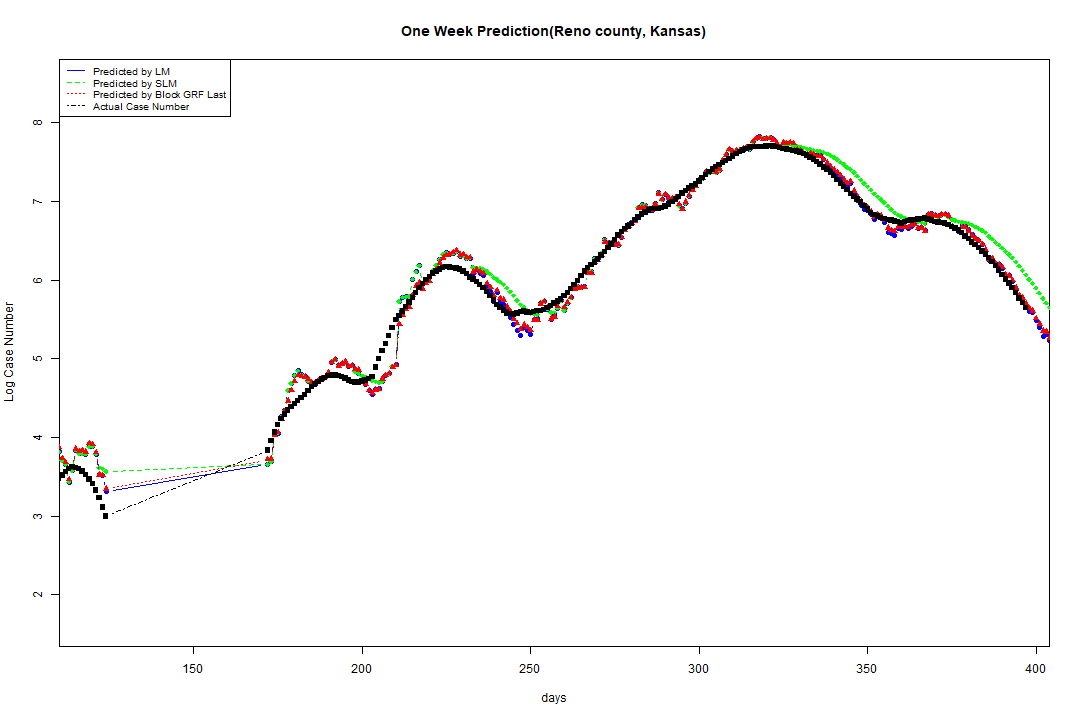 One Week Prediction(Reno county, Kansas)
Predicted by LM
Predicted by SLM
Predicted by Block GRF Last
Actual Case Number
8
7
6
5
4
3
2
Log Case Number
150 200 250 300 350 400
days